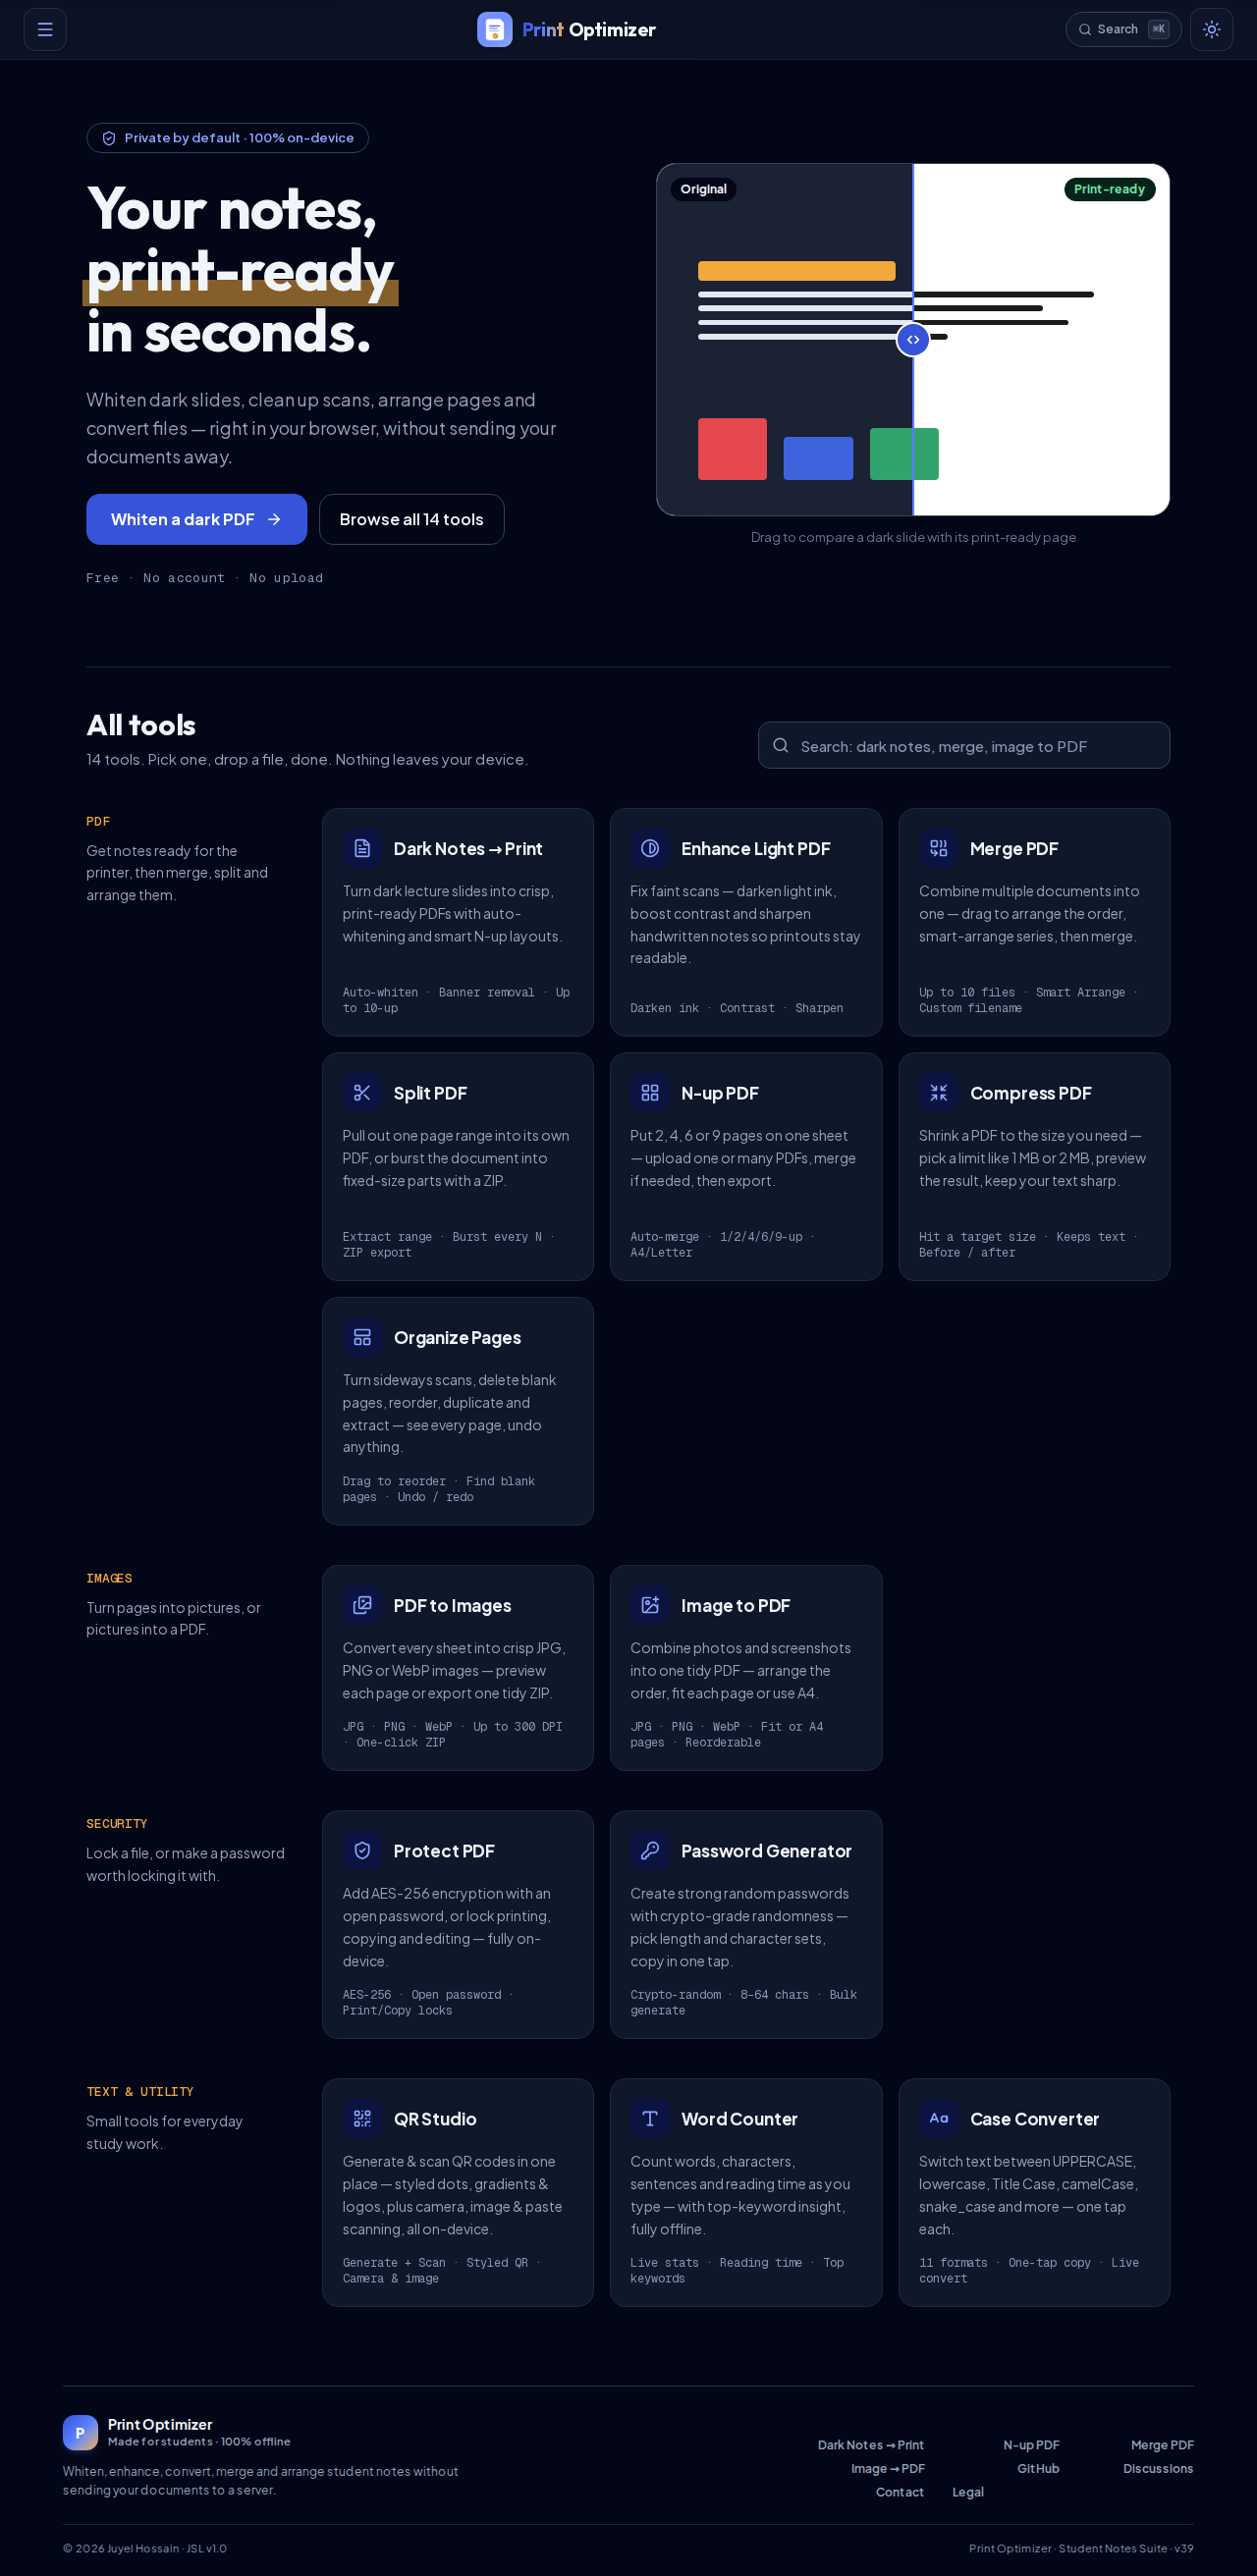 Print Optimizer
Search ⌘K
Private by default · 100% on-device
Your notes,
print-ready
in seconds.
Whiten dark slides, clean up scans, arrange pages and
convert files — right in your browser, without sending your
documents away.
Whiten a dark PDF →
Browse all 14 tools
Free · No account · No upload
Original
Print-ready
Drag to compare a dark slide with its print-ready page
All tools
14 tools. Pick one, drop a file, done. Nothing leaves your device.
Search: dark notes, merge, image to PDF
PDF
Get notes ready for the
printer, then merge, split and
arrange them.
Dark Notes → Print
Turn dark lecture slides into crisp,
print-ready PDFs with auto-
whitening and smart N-up layouts.
Auto-whiten · Banner removal · Up
to 10-up
Enhance Light PDF
Fix faint scans — darken light ink,
boost contrast and sharpen
handwritten notes so printouts stay
readable.
Darken ink · Contrast · Sharpen
Merge PDF
Combine multiple documents into
one — drag to arrange the order,
smart-arrange series, then merge.
Up to 10 files · Smart Arrange ·
Custom filename
Split PDF
Pull out one page range into its own
PDF, or burst the document into
fixed-size parts with a ZIP.
Extract range · Burst every N ·
ZIP export
N-up PDF
Put 2, 4, 6 or 9 pages on one sheet
— upload one or many PDFs, merge
if needed, then export.
Auto-merge · 1/2/4/6/9-up ·
A4/Letter
Compress PDF
Shrink a PDF to the size you need —
pick a limit like 1 MB or 2 MB, preview
the result, keep your text sharp.
Hit a target size · Keeps text ·
Before / after
Organize Pages
Turn sideways scans, delete blank
pages, reorder, duplicate and
extract — see every page, undo
anything.
Drag to reorder · Find blank
pages · Undo / redo
IMAGES
Turn pages into pictures, or
pictures into a PDF.
PDF to Images
Convert every sheet into crisp JPG,
PNG or WebP images — preview
each page or export one tidy ZIP.
JPG · PNG · WebP · Up to 300 DPI
· One-click ZIP
Image to PDF
Combine photos and screenshots
into one tidy PDF — arrange the
order, fit each page or use A4.
JPG · PNG · WebP · Fit or A4
pages · Reorderable
SECURITY
Lock a file, or make a password
worth locking it with.
Protect PDF
Add AES-256 encryption with an
open password, or lock printing,
copying and editing — fully on-
device.
AES-256 · Open password ·
Print/Copy locks
Password Generator
Create strong random passwords
with crypto-grade randomness —
pick length and character sets,
copy in one tap.
Crypto-random · 8–64 chars · Bulk
generate
TEXT & UTILITY
Small tools for everyday
study work.
QR Studio
Generate & scan QR codes in one
place — styled dots, gradients &
logos, plus camera, image & paste
scanning, all on-device.
Generate + Scan · Styled QR ·
Camera & image
Word Counter
Count words, characters,
sentences and reading time as you
type — with top-keyword insight,
fully offline.
Live stats · Reading time · Top
keywords
Aa
Case Converter
Switch text between UPPERCASE,
lowercase, Title Case, camelCase,
snake_case and more — one tap
each.
11 formats · One-tap copy · Live
convert
P
Print Optimizer
Made for students · 100% offline
Whiten, enhance, convert, merge and arrange student notes without
sending your documents to a server.
Dark Notes → Print
N-up PDF
Merge PDF
Image → PDF
GitHub
Discussions
Contact
Legal
© 2026 Juyel Hossain · JSL v1.0
Print Optimizer · Student Notes Suite · v39